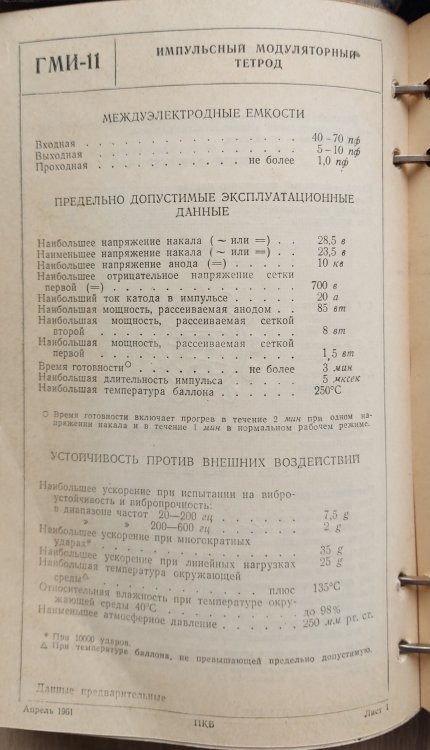 ГМИ-11
ИМПУЛЬСНЫЙ МОДУЛЯТОРНЫЙ
ТЕТРОД
МЕЖДУЭЛЕКТРОДНЫЕ ЕМКОСТИ
Входная . . . . . . . . . . . . . 40-70 пф
Выходная . . . . . . . . . . . . . 5-10 пф
Проходная . . . . . . . . . не более 1,0 пф
ПРЕДЕЛЬНО ДОПУСТИМЫЕ ЭКСПЛУАТАЦИОННЫЕ
ДАННЫЕ
Наибольшее напряжение накала (~ или =) . . 28,5 в
Наименьшее напряжение накала (~ или =) . . 23,5 в
Наибольшее напряжение анода (=) . . . . . 10 кв
Наибольшее отрицательное напряжение сетки
первой (=) . . . . . . . . . . . . 700 в
Наибольший ток катода в импульсе . . . . . 20 а
Наибольшая мощность, рассеиваемая анодом . . 85 вт
Наибольшая мощность, рассеиваемая сеткой
второй . . . . . . . . . . . . . 8 вт
Наибольшая мощность, рассеиваемая сеткой
первой . . . . . . . . . . . . . 1,5 вт
Время готовности○ . . . . . . . не более 3 мин
Наибольшая длительность импульса . . . . . 5 мксек
Наибольшая температура баллона . . . . . . 250°C
○ Время готовности включает прогрев в течение 2 мин при одном на-
пряжении накала и в течение 1 мин в нормальном рабочем режиме.
УСТОЙЧИВОСТЬ ПРОТИВ ВНЕШНИХ ВОЗДЕЙСТВИЙ
Наибольшее ускорение при испытании на вибро-
устойчивость и вибропрочность:
в диапазоне частот 20—200 гц . . . . . . 7,5 g
» » 200—600 гц . . . . . . 2 g
Наибольшее ускорение при многократных
ударах* . . . . . . . . . . . . . 35 g
Наибольшее ускорение при линейных нагрузках 25 g
Наибольшая температура окружающей
среды△ . . . . . . . . . . . . плюс 135°C
Относительная влажность при температуре окру-
жающей среды 40°C . . . . . . . . до 98%
Наименьшее атмосферное давление . . . . . 250 мм рт. ст.
* При 10000 ударов.
△ При температуре баллона, не превышающей предельно допустимую.
Данные предварительные
Апрель 1961 ПКВ Лист 1